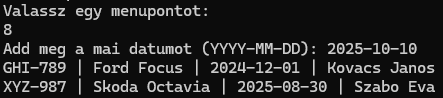 Valassz egy menupontot:
8
Add meg a mai datumot (YYYY-MM-DD): 2025-10-10
GHI-789 | Ford Focus | 2024-12-01 | Kovacs Janos
XYZ-987 | Skoda Octavia | 2025-08-30 | Szabo Eva